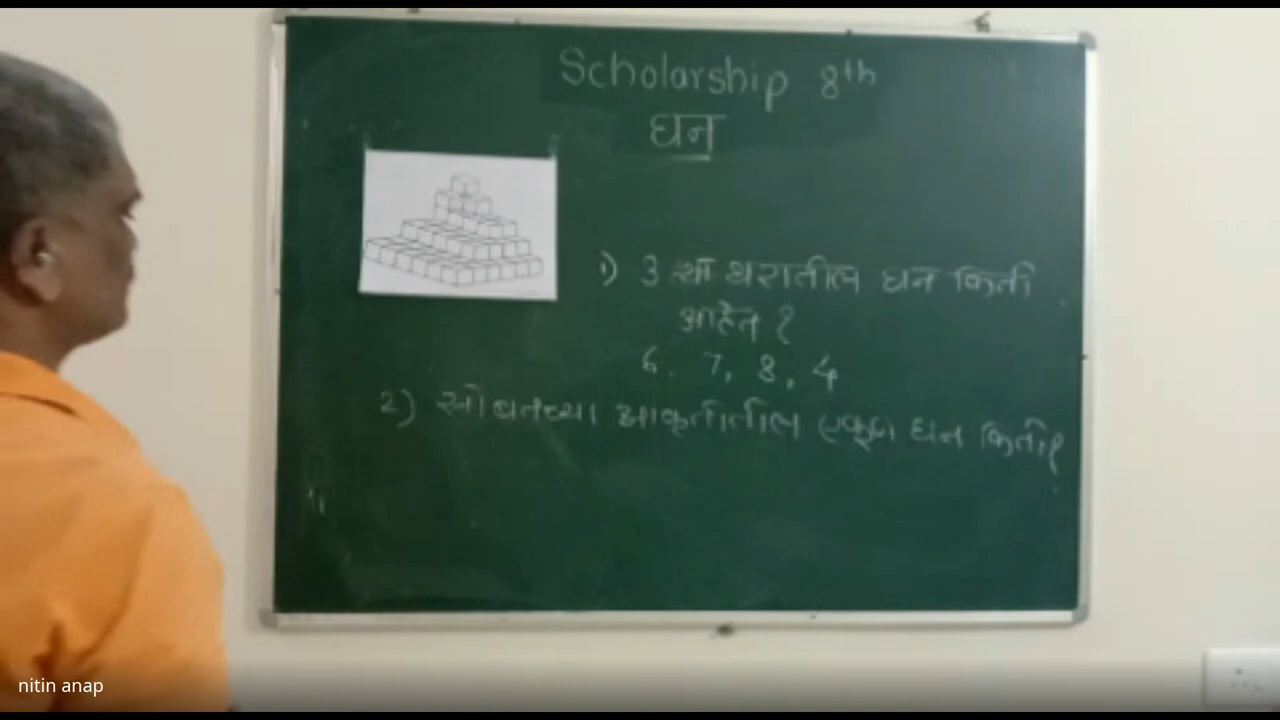 Scholarship 8th
घन
1) 3 ऱ्या थरातील घन किती
आहेत ?
6. 7, 8, 4
2) सोबतच्या आकृतीतील एकूण घन किती?
nitin anap